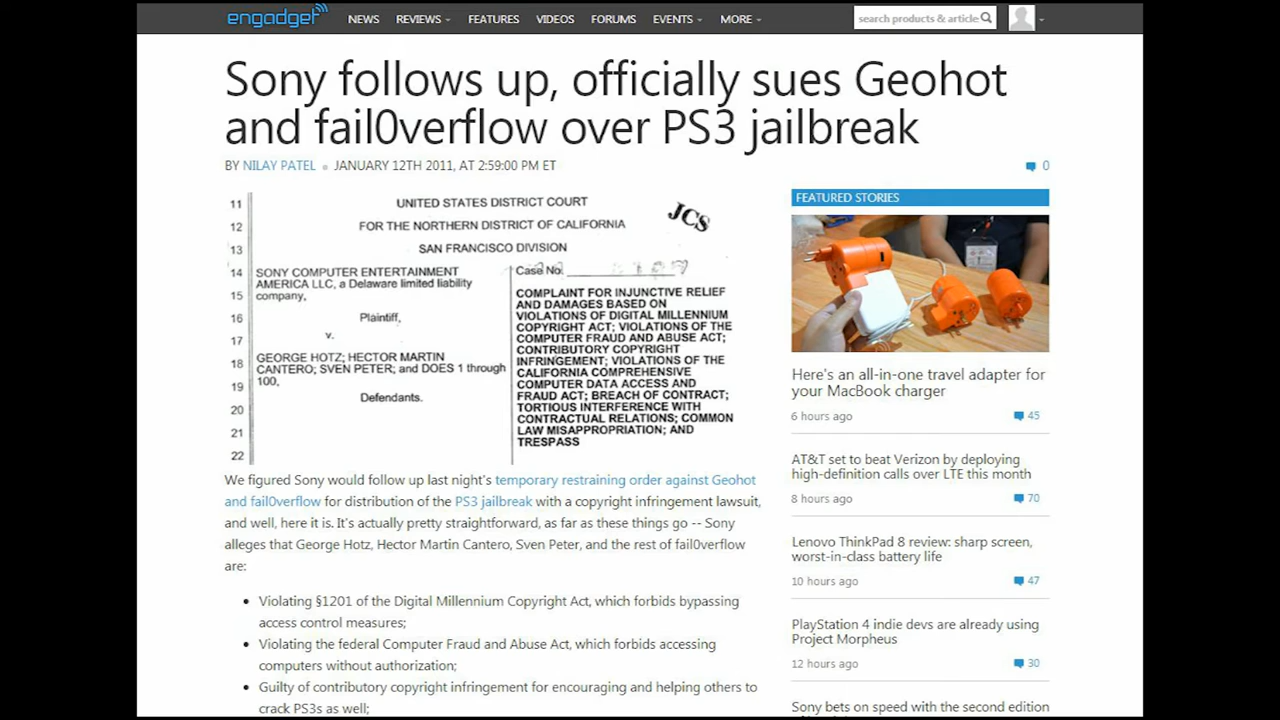 engadget
NEWS REVIEWS FEATURES VIDEOS FORUMS EVENTS MORE
search products & article
Sony follows up, officially sues Geohot
and fail0verflow over PS3 jailbreak
BY NILAY PATEL JANUARY 12TH 2011, AT 2:59:00 PM ET
0
11 UNITED STATES DISTRICT COURT
JCS
12 FOR THE NORTHERN DISTRICT OF CALIFORNIA
13 SAN FRANCISCO DIVISION
14
15
16
17
18
19
20
21
22
SONY COMPUTER ENTERTAINMENT
AMERICA LLC, a Delaware limited liability
company,
Plaintiff,
v.
GEORGE HOTZ; HECTOR MARTIN
CANTERO; SVEN PETER; and DOES 1 through
100,
Defendants.
Case No.
COMPLAINT FOR INJUNCTIVE RELIEF
AND DAMAGES BASED ON
VIOLATIONS OF DIGITAL MILLENNIUM
COPYRIGHT ACT; VIOLATIONS OF THE
COMPUTER FRAUD AND ABUSE ACT;
CONTRIBUTORY COPYRIGHT
INFRINGEMENT; VIOLATIONS OF THE
CALIFORNIA COMPREHENSIVE
COMPUTER DATA ACCESS AND
FRAUD ACT; BREACH OF CONTRACT;
TORTIOUS INTERFERENCE WITH
CONTRACTUAL RELATIONS; COMMON
LAW MISAPPROPRIATION; AND
TRESPASS
We figured Sony would follow up last night's temporary restraining order against Geohot
and fail0verflow for distribution of the PS3 jailbreak with a copyright infringement lawsuit,
and well, here it is. It's actually pretty straightforward, as far as these things go -- Sony
alleges that George Hotz, Hector Martin Cantero, Sven Peter, and the rest of fail0verflow
are:
• Violating §1201 of the Digital Millennium Copyright Act, which forbids bypassing
access control measures;
• Violating the federal Computer Fraud and Abuse Act, which forbids accessing
computers without authorization;
• Guilty of contributory copyright infringement for encouraging and helping others to
crack PS3s as well;
FEATURED STORIES
Here's an all-in-one travel adapter for
your MacBook charger
6 hours ago 45
AT&T set to beat Verizon by deploying
high-definition calls over LTE this month
8 hours ago 70
Lenovo ThinkPad 8 review: sharp screen,
worst-in-class battery life
10 hours ago 47
PlayStation 4 indie devs are already using
Project Morpheus
12 hours ago 30
Sony bets on speed with the second edition